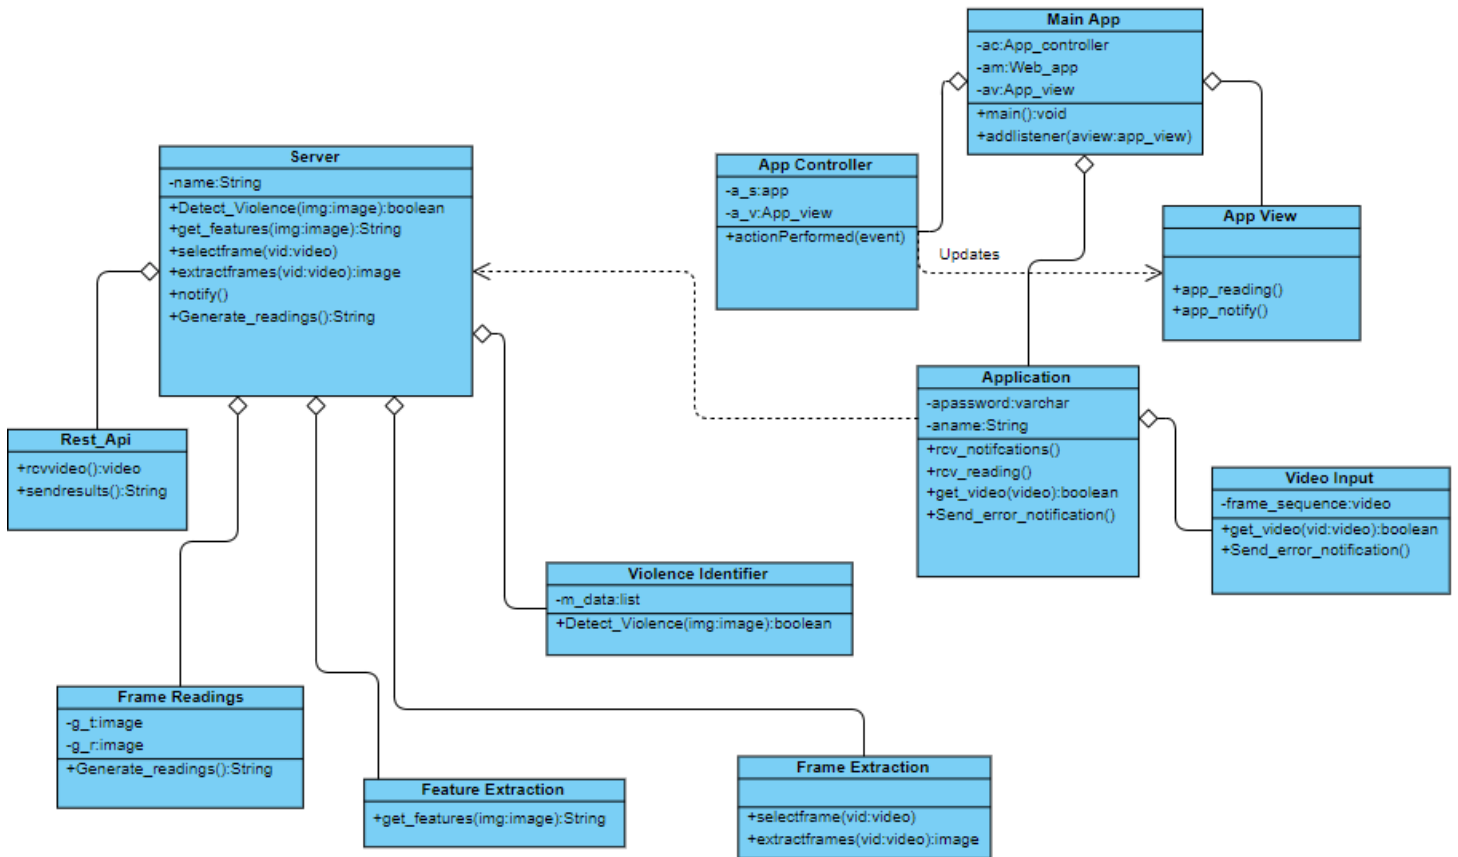 Main App
-ac:App_controller
-am:Web_app
-av:App_view
+main():void
+addlistener(aview:app_view)
Server
-name:String
+Detect_Violence(img:image):boolean
+get_features(img:image):String
+selectframe(vid:video)
+extractframes(vid:video):image
+notify()
+Generate_readings():String
App Controller
-a_s:app
-a_v:App_view
+actionPerformed(event)
Updates
App View
+app_reading()
+app_notify()
Application
-apassword:varchar
-aname:String
+rcv_notifcations()
+rcv_reading()
+get_video(video):boolean
+Send_error_notification()
Rest_Api
+rcvvideo():video
+sendresults():String
Video Input
-frame_sequence:video
+get_video(vid:video):boolean
+Send_error_notification()
Violence Identifier
-m_data:list
+Detect_Violence(img:image):boolean
Frame Readings
-g_t:image
-g_r:image
+Generate_readings():String
Feature Extraction
+get_features(img:image):String
Frame Extraction
+selectframe(vid:video)
+extractframes(vid:video):image